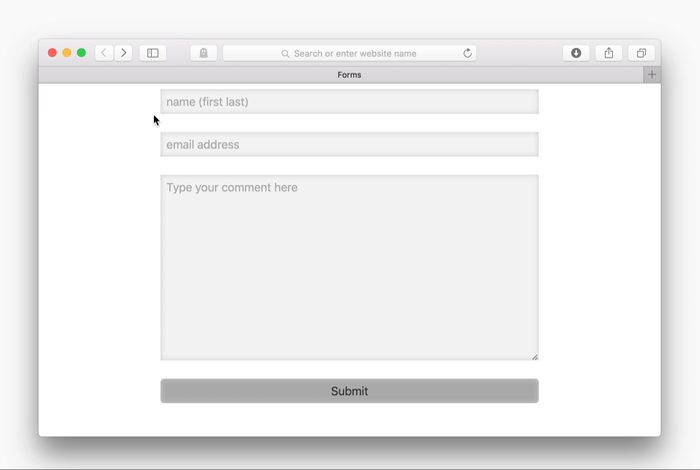 Search or enter website name
Forms
name (first last)
email address
Type your comment here
Submit